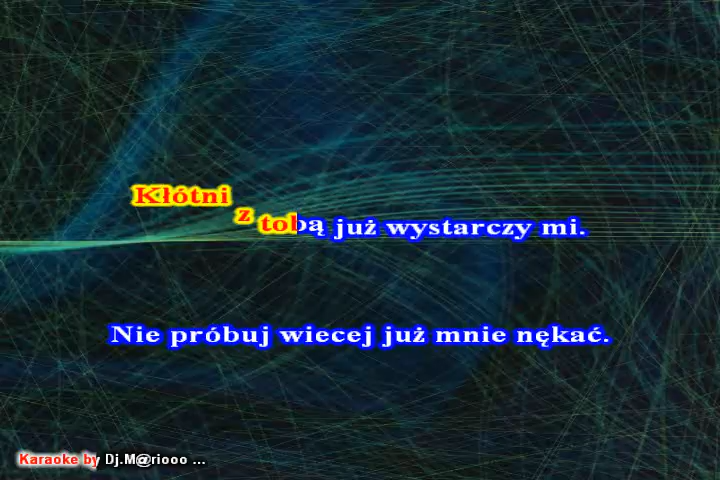 Kłótni z tobą już wystarczy mi.
Nie próbuj wiecej już mnie nękać.
Karaoke by Dj.M@riooo ...